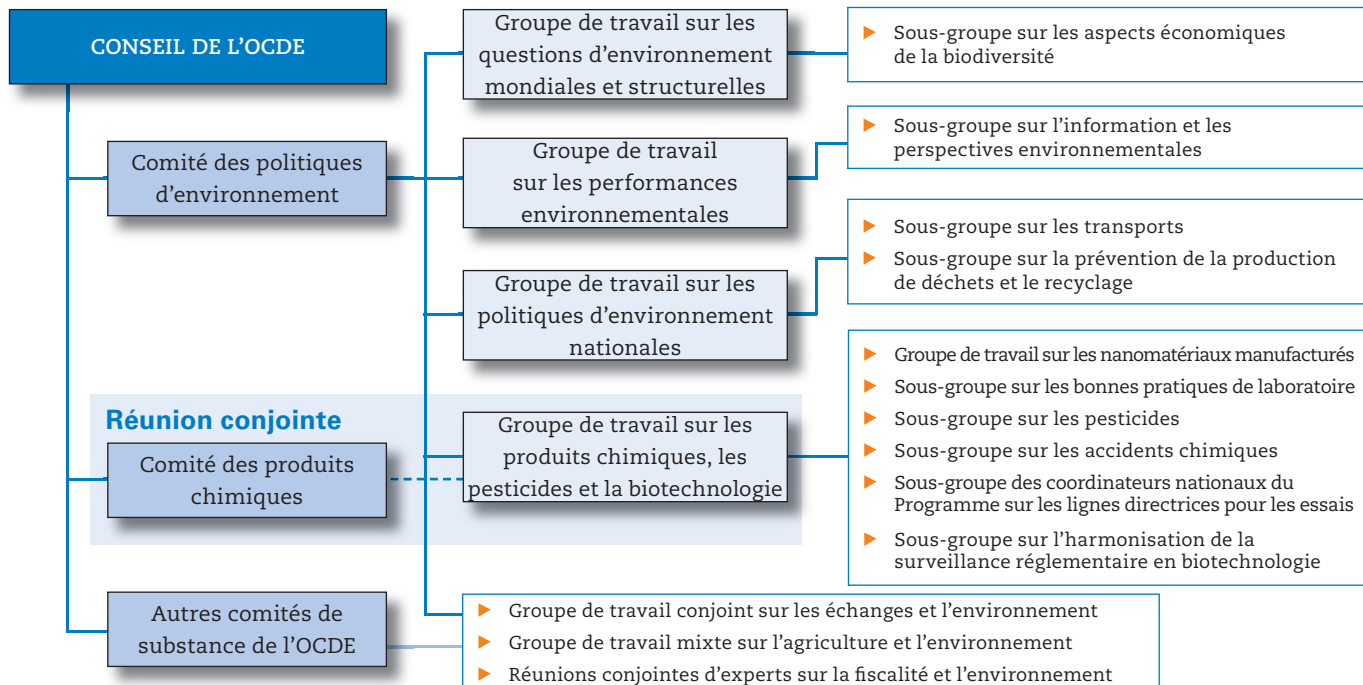 CONSEIL DE L’OCDE
Comité des politiques
d’environnement
Réunion conjointe
Comité des produits
chimiques
Autres comités de
substance de l’OCDE
Groupe de travail sur les
questions d’environnement
mondiales et structurelles
Groupe de travail
sur les performances
environnementales
Groupe de travail sur les
politiques d’environnement
nationales
Groupe de travail sur les
produits chimiques, les
pesticides et la biotechnologie
Sous-groupe sur les aspects économiques
de la biodiversité
Sous-groupe sur l’information et les
perspectives environnementales
Sous-groupe sur les transports
Sous-groupe sur la prévention de la production
de déchets et le recyclage
Groupe de travail sur les nanomatériaux manufacturés
Sous-groupe sur les bonnes pratiques de laboratoire
Sous-groupe sur les pesticides
Sous-groupe sur les accidents chimiques
Sous-groupe des coordinateurs nationaux du
Programme sur les lignes directrices pour les essais
Sous-groupe sur l’harmonisation de la
surveillance réglementaire en biotechnologie
Groupe de travail conjoint sur les échanges et l’environnement
Groupe de travail mixte sur l’agriculture et l’environnement
Réunions conjointes d’experts sur la fiscalité et l’environnement